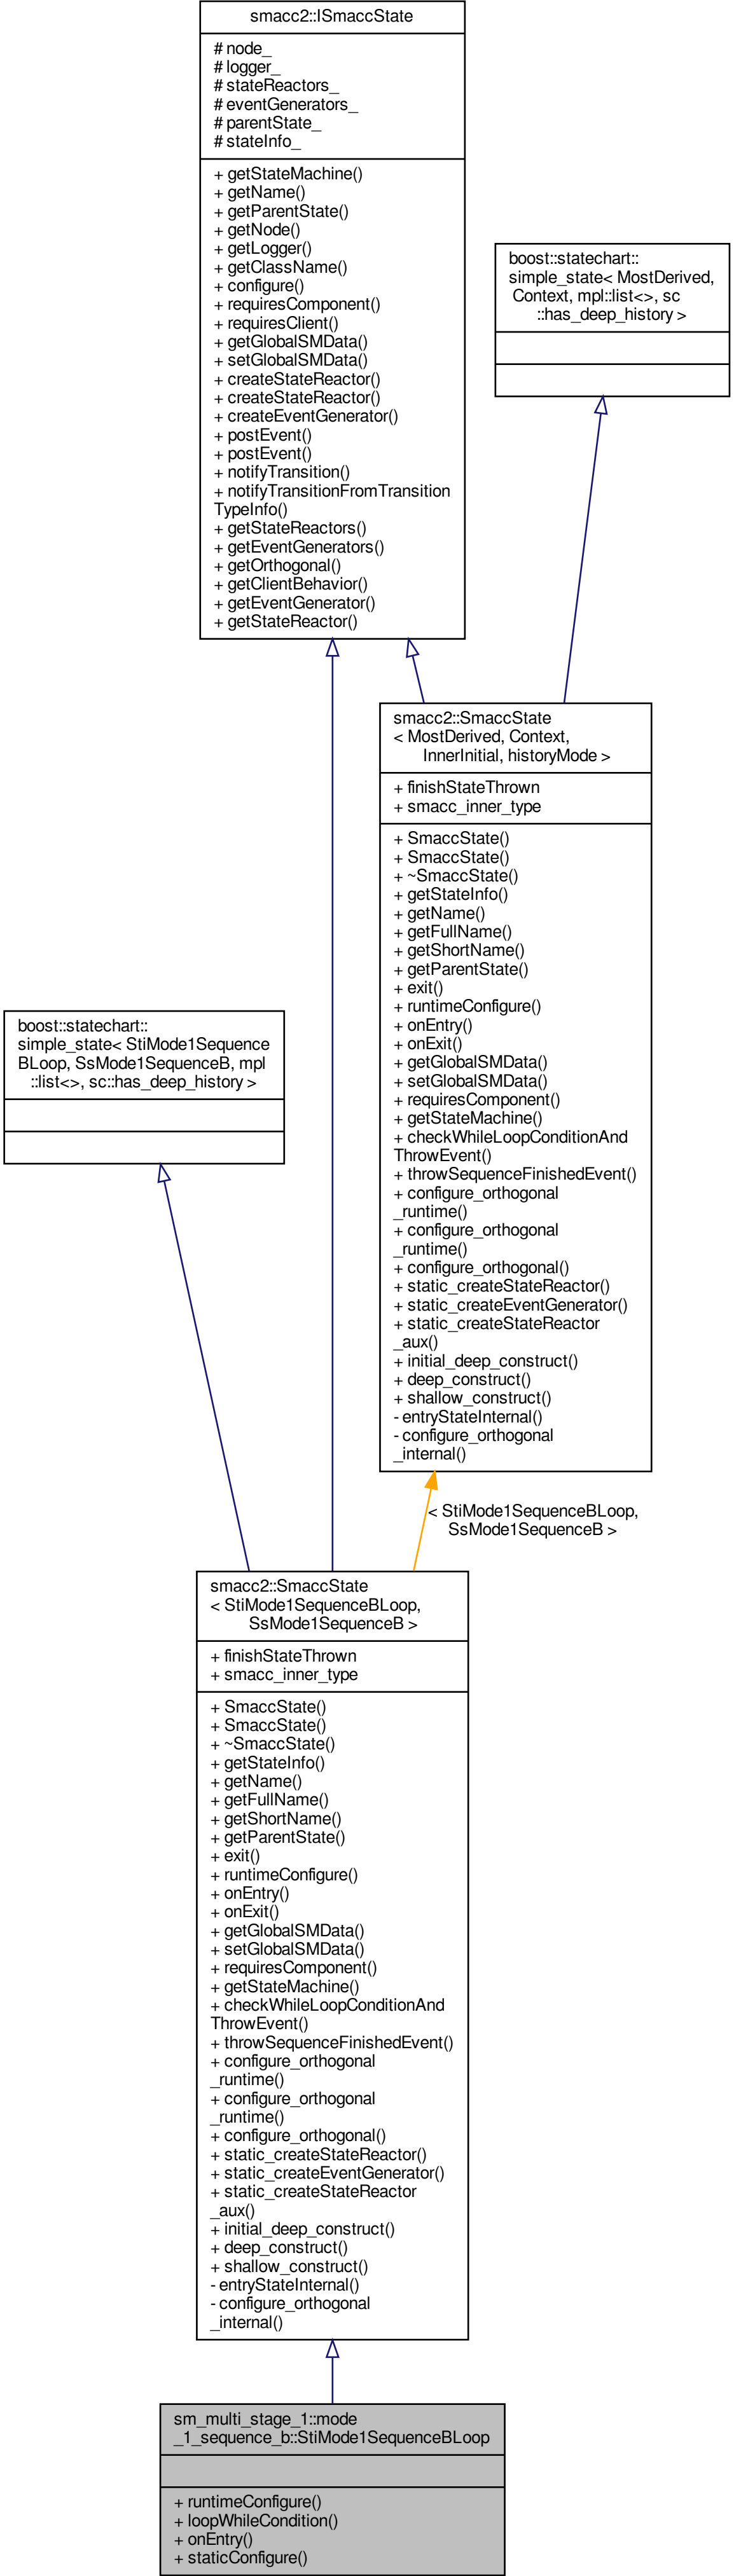 smacc2::ISmaccState
# node_
# logger_
# stateReactors_
# eventGenerators_
# parentState_
# stateInfo_
+ getStateMachine()
+ getName()
+ getParentState()
+ getNode()
+ getLogger()
+ getClassName()
+ configure()
+ requiresComponent()
+ requiresClient()
+ getGlobalSMData()
+ setGlobalSMData()
+ createStateReactor()
+ createStateReactor()
+ createEventGenerator()
+ postEvent()
+ postEvent()
+ notifyTransition()
+ notifyTransitionFromTransition
TypeInfo()
+ getStateReactors()
+ getEventGenerators()
+ getOrthogonal()
+ getClientBehavior()
+ getEventGenerator()
+ getStateReactor()
boost::statechart::
simple_state< MostDerived,
Context, mpl::list<>, sc
::has_deep_history >
smacc2::SmaccState
< MostDerived, Context,
InnerInitial, historyMode >
+ finishStateThrown
+ smacc_inner_type
+ SmaccState()
+ SmaccState()
+ ~SmaccState()
+ getStateInfo()
+ getName()
+ getFullName()
+ getShortName()
+ getParentState()
+ exit()
+ runtimeConfigure()
+ onEntry()
+ onExit()
+ getGlobalSMData()
+ setGlobalSMData()
+ requiresComponent()
+ getStateMachine()
+ checkWhileLoopConditionAnd
ThrowEvent()
+ throwSequenceFinishedEvent()
+ configure_orthogonal
_runtime()
+ configure_orthogonal
_runtime()
+ configure_orthogonal()
+ static_createStateReactor()
+ static_createEventGenerator()
+ static_createStateReactor
_aux()
+ initial_deep_construct()
+ deep_construct()
+ shallow_construct()
- entryStateInternal()
- configure_orthogonal
_internal()
boost::statechart::
simple_state< StiMode1Sequence
BLoop, SsMode1SequenceB, mpl
::list<>, sc::has_deep_history >
< StiMode1SequenceBLoop,
SsMode1SequenceB >
smacc2::SmaccState
< StiMode1SequenceBLoop,
SsMode1SequenceB >
+ finishStateThrown
+ smacc_inner_type
+ SmaccState()
+ SmaccState()
+ ~SmaccState()
+ getStateInfo()
+ getName()
+ getFullName()
+ getShortName()
+ getParentState()
+ exit()
+ runtimeConfigure()
+ onEntry()
+ onExit()
+ getGlobalSMData()
+ setGlobalSMData()
+ requiresComponent()
+ getStateMachine()
+ checkWhileLoopConditionAnd
ThrowEvent()
+ throwSequenceFinishedEvent()
+ configure_orthogonal
_runtime()
+ configure_orthogonal
_runtime()
+ configure_orthogonal()
+ static_createStateReactor()
+ static_createEventGenerator()
+ static_createStateReactor
_aux()
+ initial_deep_construct()
+ deep_construct()
+ shallow_construct()
- entryStateInternal()
- configure_orthogonal
_internal()
sm_multi_stage_1::mode
_1_sequence_b::StiMode1SequenceBLoop
+ runtimeConfigure()
+ loopWhileCondition()
+ onEntry()
+ staticConfigure()